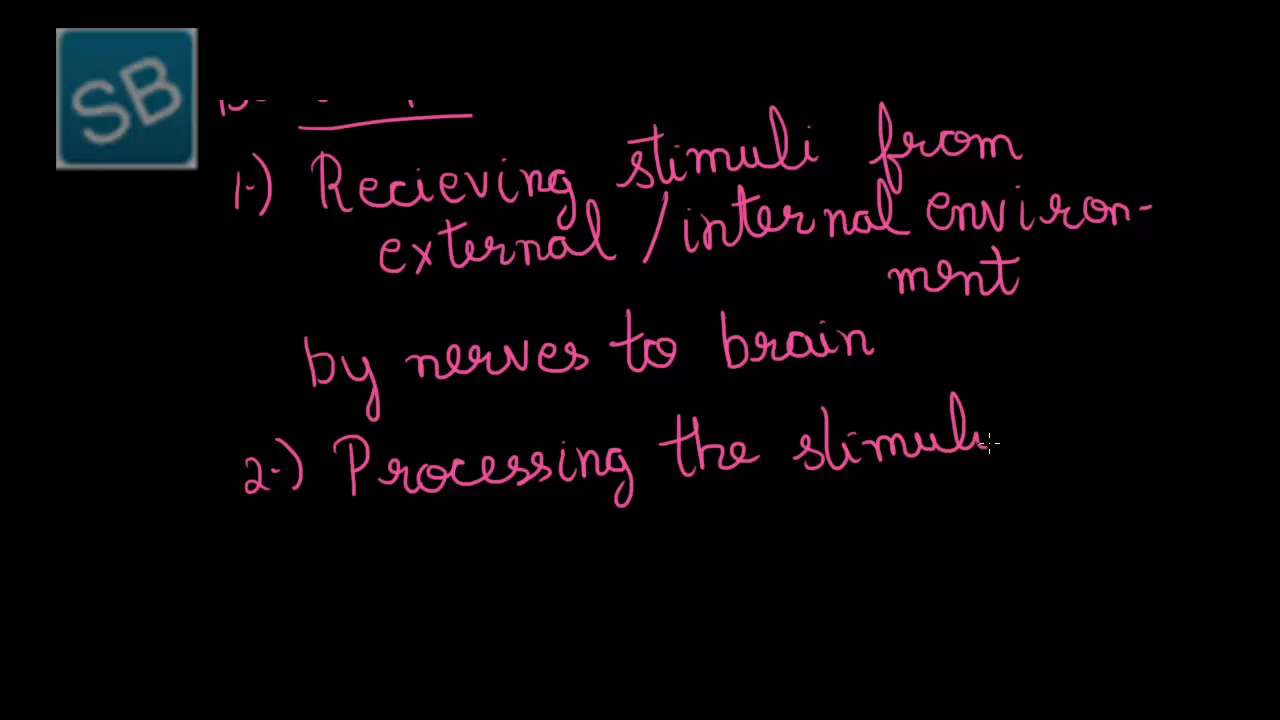 SB
1.) Recieving stimuli from
external / internal environ-
ment
by nerves to brain
2.) Processing the stimuli